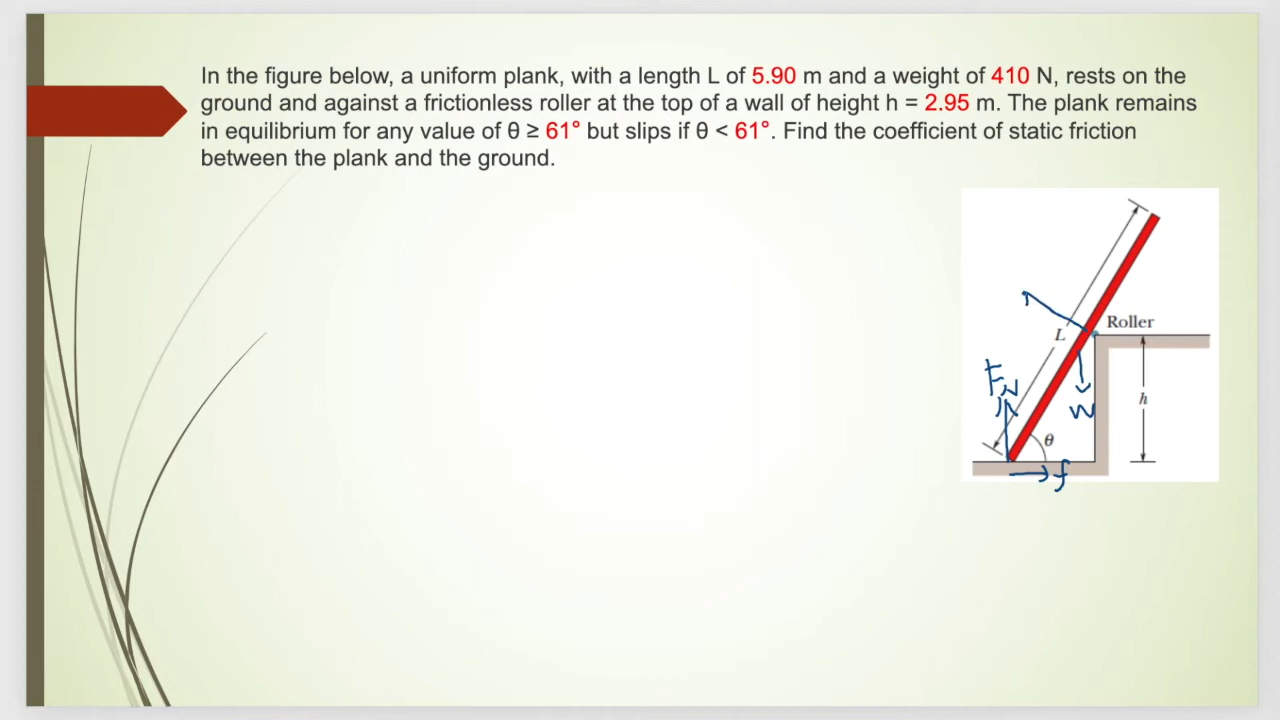 In the figure below, a uniform plank, with a length L of 5.90 m and a weight of 410 N, rests on the
ground and against a frictionless roller at the top of a wall of height h = 2.95 m. The plank remains
in equilibrium for any value of θ ≥ 61° but slips if θ < 61°. Find the coefficient of static friction
between the plank and the ground.
Roller
L
h
F_N
W
θ
f